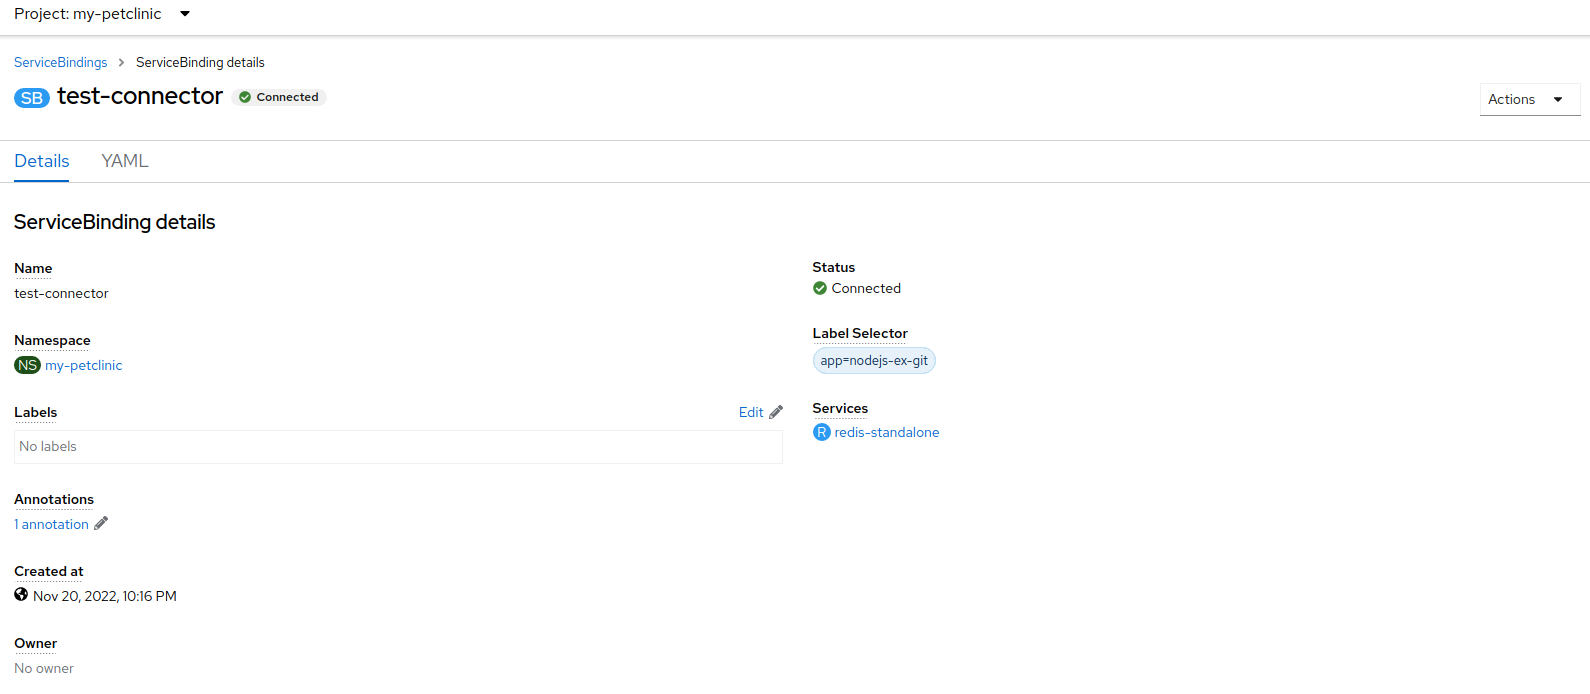 Project: my-petclinic
ServiceBindings > ServiceBinding details
SB test-connector Connected
Actions
Details YAML
ServiceBinding details
Name
test-connector
Namespace
NS my-petclinic
Labels Edit
No labels
Annotations
1 annotation
Created at
Nov 20, 2022, 10:16 PM
Owner
No owner
Status
Connected
Label Selector
app=nodejs-ex-git
Services
R redis-standalone